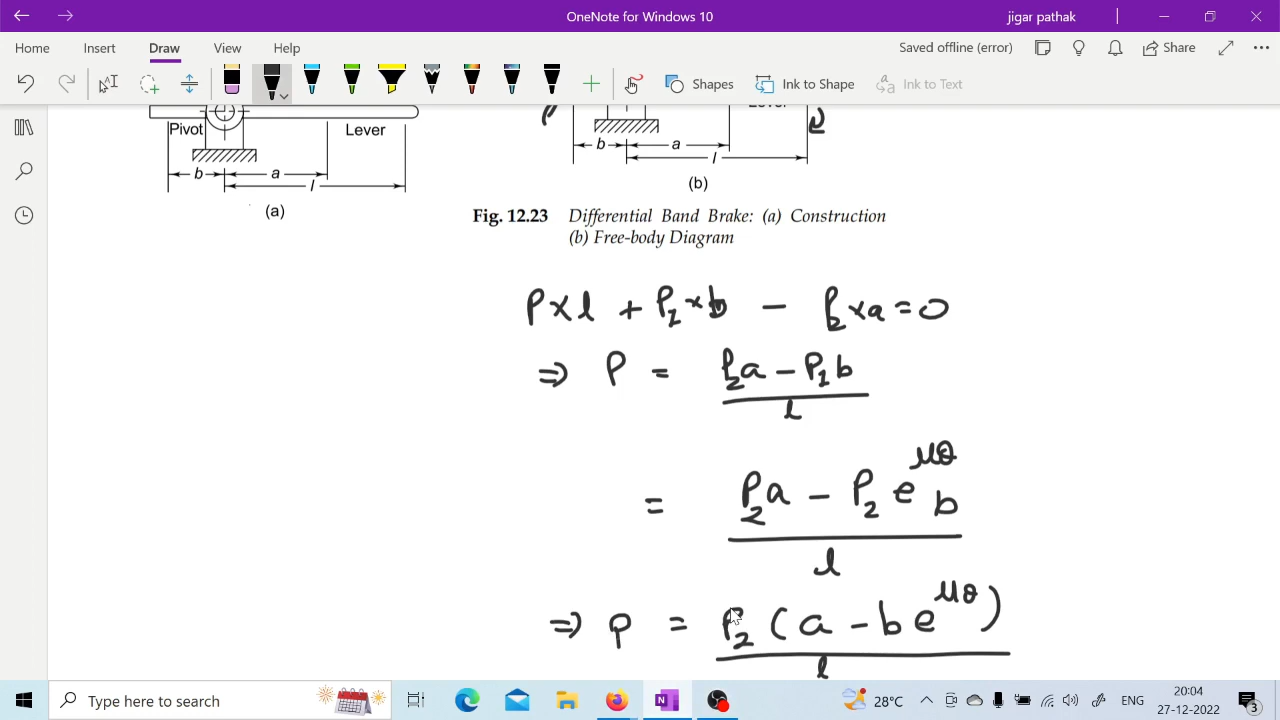 OneNote for Windows 10
jigar pathak
Home Insert Draw View Help
Saved offline (error)
Share
Shapes
Ink to Shape
Ink to Text
Pivot
Lever
b a
l
(a)
b a
l
(b)
Fig. 12.23 Differential Band Brake: (a) Construction
(b) Free-body Diagram
P × l + P₁ × b − P₂ × a = 0
⇒ P = (P₂a − P₁b) / l
= (P₂a − P₂ e^μθ b) / l
⇒ P = P₂ (a − b e^μθ) / l
Type here to search
28°C
ENG
20:04
27-12-2022
3